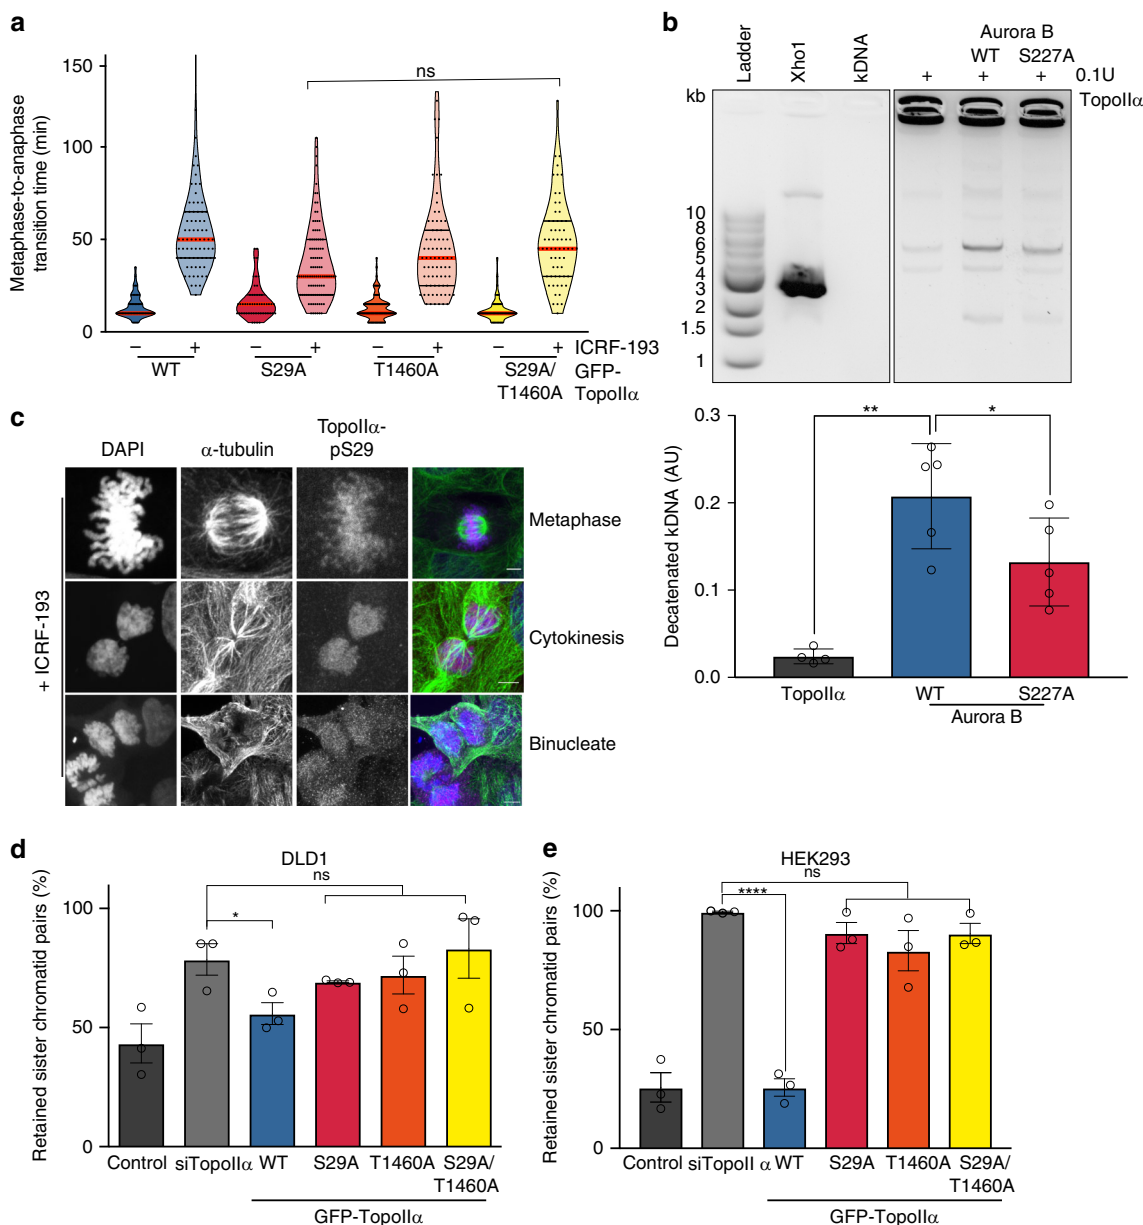 a
Metaphase-to-anaphase
transition time (min)
150
100
50
0
ns
– + – + – + – + ICRF-193
WT S29A T1460A S29A/
T1460A
GFP-
TopoIIα
b
Ladder
Xho1
kDNA
Aurora B
WT S227A
+ + + 0.1U
TopoIIα
kb
10
8
6
5
4
3
2
1.5
1
Decatenated kDNA (AU)
0.3
0.2
0.1
0.0
** *
TopoIIα WT S227A
Aurora B
c
DAPI α-tubulin TopoIIα-
pS29
+ ICRF-193
Metaphase
Cytokinesis
Binucleate
d
DLD1
Retained sister chromatid pairs (%)
100
50
0
ns
*
Control siTopoIIα WT S29A T1460A S29A/
T1460A
GFP-TopoIIα
e
HEK293
Retained sister chromatid pairs (%)
100
50
0
ns
****
Control siTopoII α WT S29A T1460A S29A/
T1460A
GFP-TopoIIα